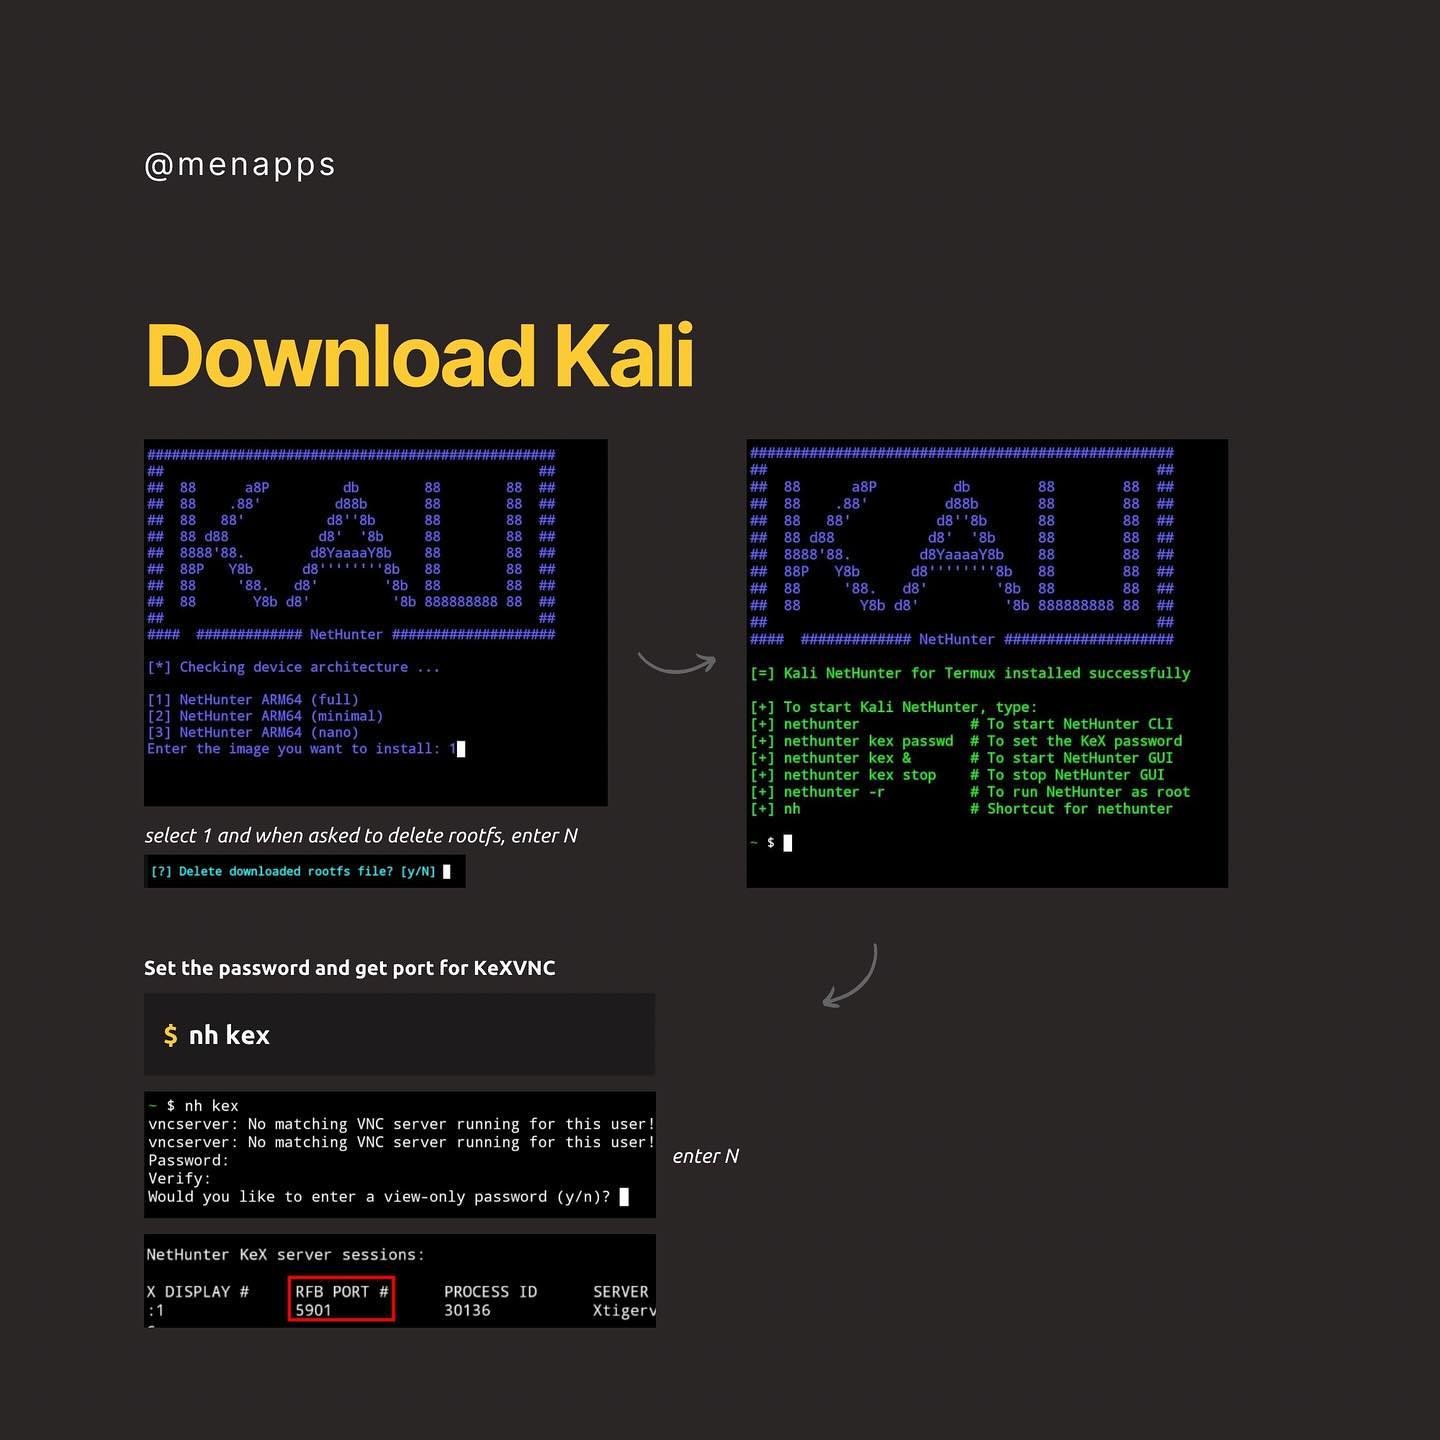 @menapps
Download Kali
##################################################
##                                              ##
##  88      a8P         db        88        88  ##
##  88    .88'         d88b       88        88  ##
##  88   88'          d8''8b      88        88  ##
##  88 d88           d8'  '8b     88        88  ##
##  8888'88.        d8YaaaaY8b    88        88  ##
##  88P   Y8b      d8''''''''8b   88        88  ##
##  88     '88.   d8'        '8b  88        88  ##
##  88       Y8b d8'          '8b 888888888 88  ##
##                                              ##
####  ############# NetHunter ####################
[*] Checking device architecture ...
[1] NetHunter ARM64 (full)
[2] NetHunter ARM64 (minimal)
[3] NetHunter ARM64 (nano)
Enter the image you want to install: 1
select 1 and when asked to delete rootfs, enter N
[?] Delete downloaded rootfs file? [y/N]
##################################################
##                                              ##
##  88      a8P         db        88        88  ##
##  88    .88'         d88b       88        88  ##
##  88   88'          d8''8b      88        88  ##
##  88 d88           d8'  '8b     88        88  ##
##  8888'88.        d8YaaaaY8b    88        88  ##
##  88P   Y8b      d8''''''''8b   88        88  ##
##  88     '88.   d8'        '8b  88        88  ##
##  88       Y8b d8'          '8b 888888888 88  ##
##                                              ##
####  ############# NetHunter ####################
[=] Kali NetHunter for Termux installed successfully
[+] To start Kali NetHunter, type:
[+] nethunter             # To start NetHunter CLI
[+] nethunter kex passwd  # To set the KeX password
[+] nethunter kex &       # To start NetHunter GUI
[+] nethunter kex stop    # To stop NetHunter GUI
[+] nethunter -r          # To run NetHunter as root
[+] nh                    # Shortcut for nethunter
~ $
Set the password and get port for KeXVNC
$ nh kex
~ $ nh kex
vncserver: No matching VNC server running for this user!
vncserver: No matching VNC server running for this user!
Password:
Verify:
Would you like to enter a view-only password (y/n)?
enter N
NetHunter KeX server sessions:
X DISPLAY #     RFB PORT #      PROCESS ID      SERVER
:1              5901            30136           Xtigerv